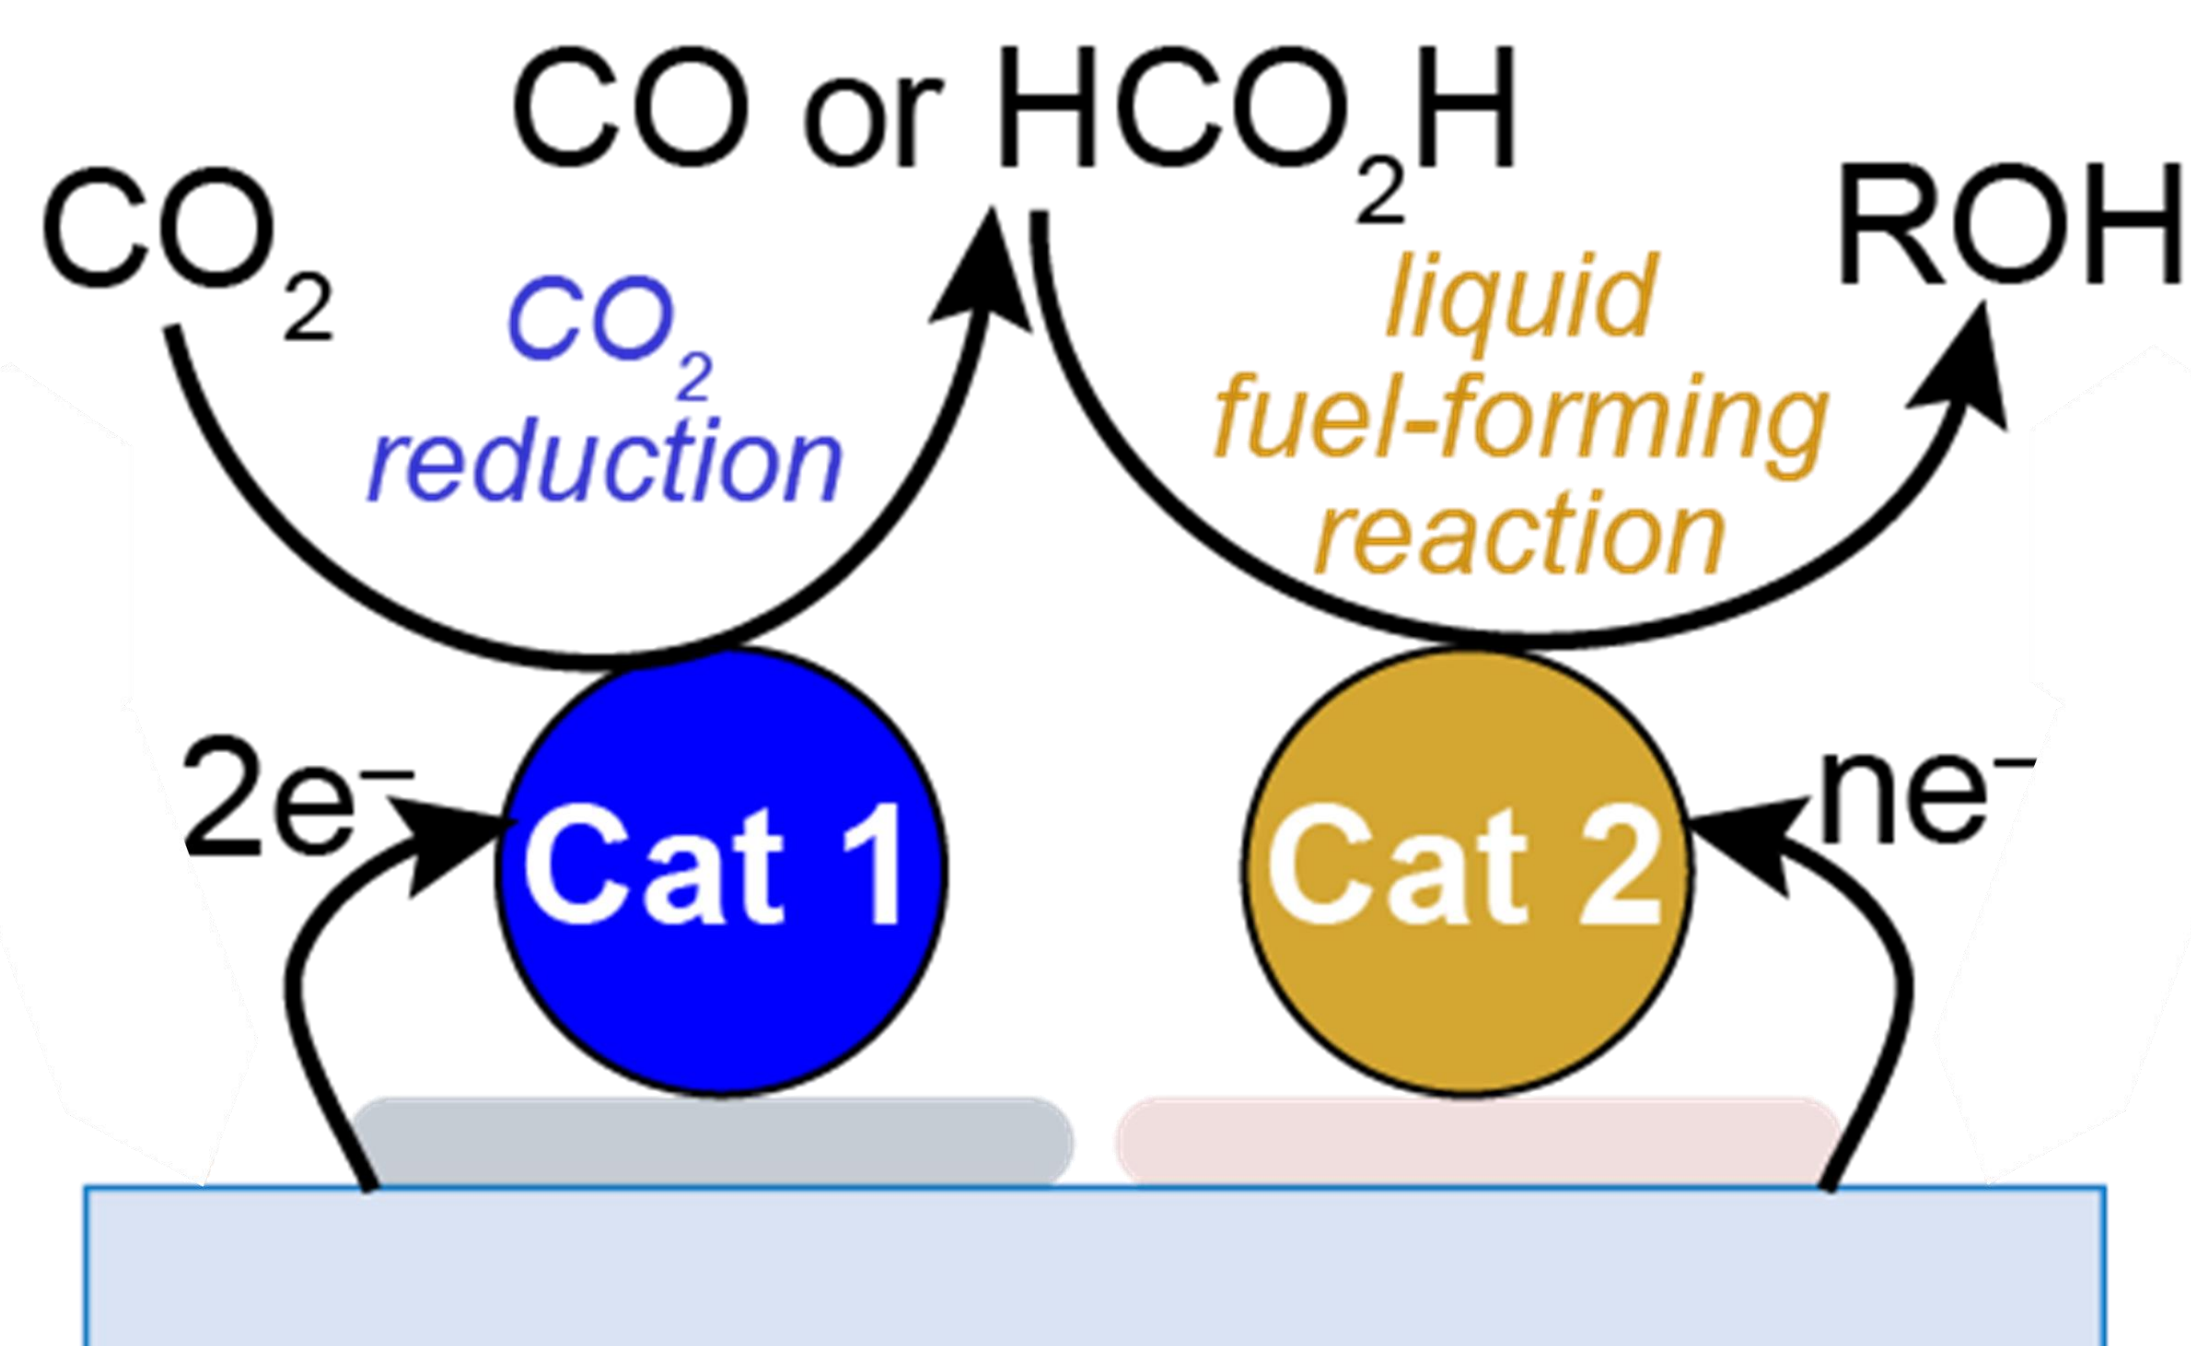 CO or HCO₂H
CO₂
ROH
CO₂
reduction
liquid
fuel-forming
reaction
2e⁻
ne⁻
Cat 1
Cat 2